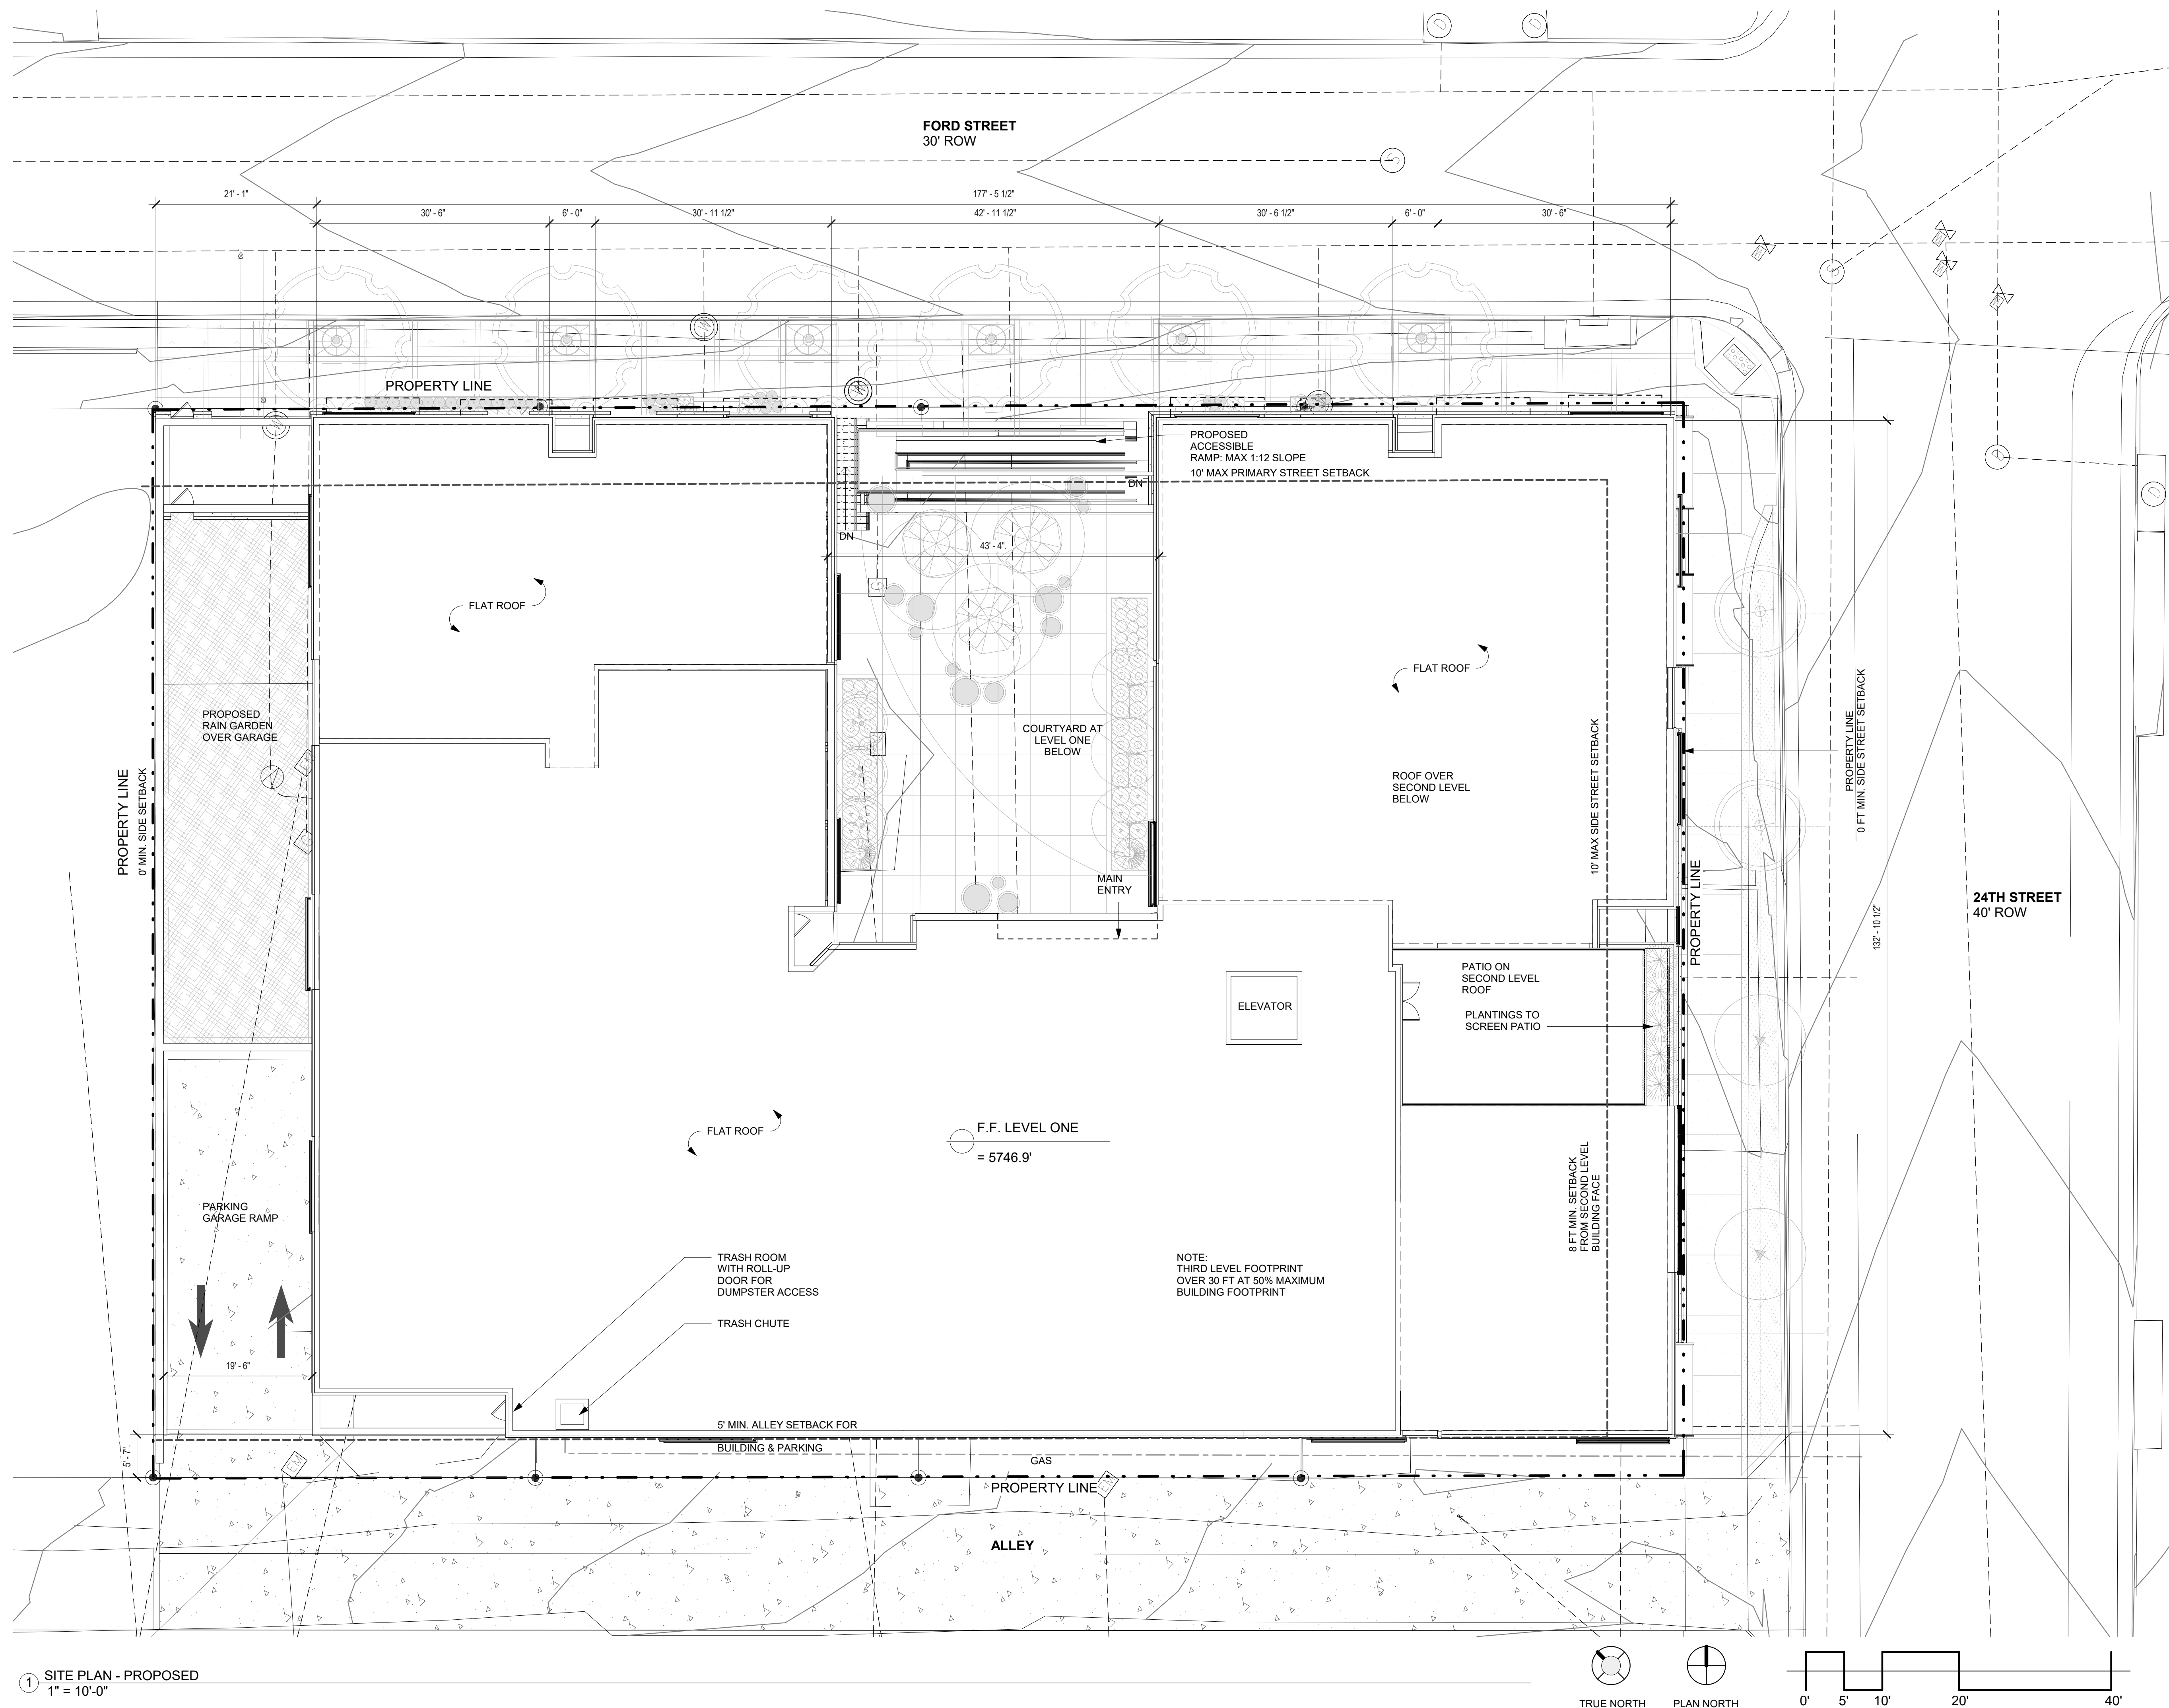 FORD STREET
30' ROW
21' - 1"
177' - 5 1/2"
30' - 6"
6' - 0"
30' - 11 1/2"
42' - 11 1/2"
30' - 6 1/2"
6' - 0"
30' - 6"
D
D
S
S
D
W
W
W
PROPERTY LINE
PROPOSED
ACCESSIBLE
RAMP: MAX 1:12 SLOPE
10' MAX PRIMARY STREET SETBACK
DN
DN
43' - 4"
G
FLAT ROOF
FLAT ROOF
PROPOSED
RAIN GARDEN
OVER GARAGE
PROPERTY LINE
0' MIN. SIDE SETBACK
COURTYARD AT
LEVEL ONE
BELOW
ROOF OVER
SECOND LEVEL
BELOW
10' MAX SIDE STREET SETBACK
PROPERTY LINE
0 FT MIN. SIDE STREET SETBACK
PROPERTY LINE
132' - 10 1/2"
24TH STREET
40' ROW
MAIN
ENTRY
ELEVATOR
PATIO ON
SECOND LEVEL
ROOF
PLANTINGS TO
SCREEN PATIO
FLAT ROOF
F.F. LEVEL ONE
= 5746.9'
8 FT MIN. SETBACK
FROM SECOND LEVEL
BUILDING FACE
PARKING
GARAGE RAMP
TRASH ROOM
WITH ROLL-UP
DOOR FOR
DUMPSTER ACCESS
TRASH CHUTE
NOTE:
THIRD LEVEL FOOTPRINT
OVER 30 FT AT 50% MAXIMUM
BUILDING FOOTPRINT
19' - 6"
5' - 7"
5' MIN. ALLEY SETBACK FOR
BUILDING & PARKING
GAS
EM
EM
PROPERTY LINE
ALLEY
1
SITE PLAN - PROPOSED
1" = 10'-0"
TRUE NORTH
PLAN NORTH
0'
5'
10'
20'
40'